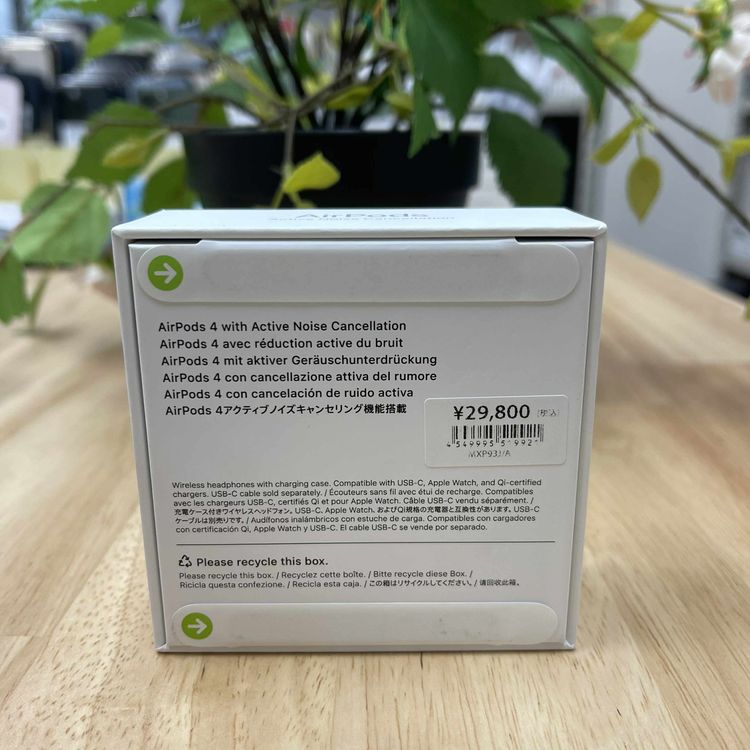 AirPods
Active Noise Cancellation
AirPods 4 with Active Noise Cancellation
AirPods 4 avec réduction active du bruit
AirPods 4 mit aktiver Geräuschunterdrückung
AirPods 4 con cancellazione attiva del rumore
AirPods 4 con cancelación de ruido activa
AirPods 4アクティブノイズキャンセリング機能搭載
¥29,800 (税込)
MXP93J/A
Wireless headphones with charging case. Compatible with USB-C, Apple Watch, and Qi-certified
chargers. USB-C cable sold separately. / Écouteurs sans fil avec étui de recharge. Compatibles
avec les chargeurs USB-C, certifiés Qi et pour Apple Watch. Câble USB-C vendu séparément. /
充電ケース付きワイヤレスヘッドフォン。USB-C、Apple Watch、およびQi規格の充電器と互換性があります。USB-C
ケーブルは別売りです。/ Audífonos inalámbricos con estuche de carga. Compatibles con cargadores
con certificación Qi, Apple Watch y USB-C. El cable USB-C se vende por separado.
Please recycle this box.
Please recycle this box. / Recyclez cette boîte. / Bitte recycle diese Box. /
Ricicla questa confezione. / Recicla esta caja. / この箱はリサイクルしてください。/ 请回收此箱。